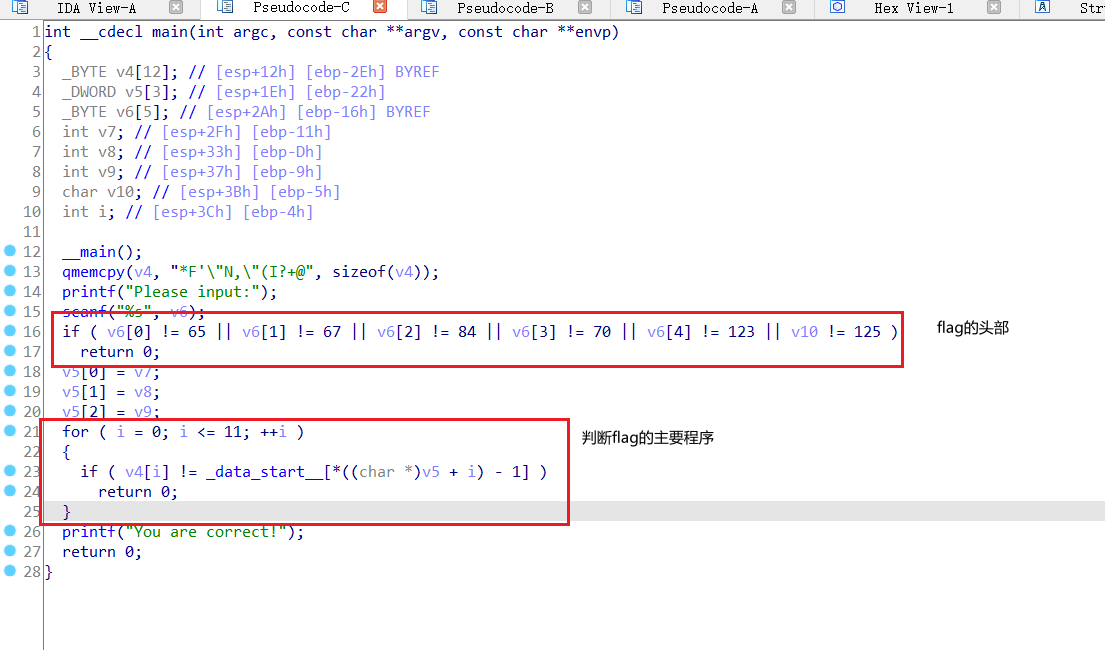 IDA View-A Pseudocode-C Pseudocode-B Pseudocode-A Hex View-1 Str
1 int __cdecl main(int argc, const char **argv, const char **envp)
2 {
3 _BYTE v4[12]; // [esp+12h] [ebp-2Eh] BYREF
4 _DWORD v5[3]; // [esp+1Eh] [ebp-22h]
5 _BYTE v6[5]; // [esp+2Ah] [ebp-16h] BYREF
6 int v7; // [esp+2Fh] [ebp-11h]
7 int v8; // [esp+33h] [ebp-Dh]
8 int v9; // [esp+37h] [ebp-9h]
9 char v10; // [esp+3Bh] [ebp-5h]
10 int i; // [esp+3Ch] [ebp-4h]
11
12 __main();
13 qmemcpy(v4, "*F'\"N,\"(I?+@", sizeof(v4));
14 printf("Please input:");
15 scanf("%s", v6);
16 if ( v6[0] != 65 || v6[1] != 67 || v6[2] != 84 || v6[3] != 70 || v6[4] != 123 || v10 != 125 )
flag的头部
17 return 0;
18 v5[0] = v7;
19 v5[1] = v8;
20 v5[2] = v9;
21 for ( i = 0; i <= 11; ++i )
判断flag的主要程序
22 {
23 if ( v4[i] != _data_start__[*((char *)v5 + i) - 1] )
24 return 0;
25 }
26 printf("You are correct!");
27 return 0;
28 }